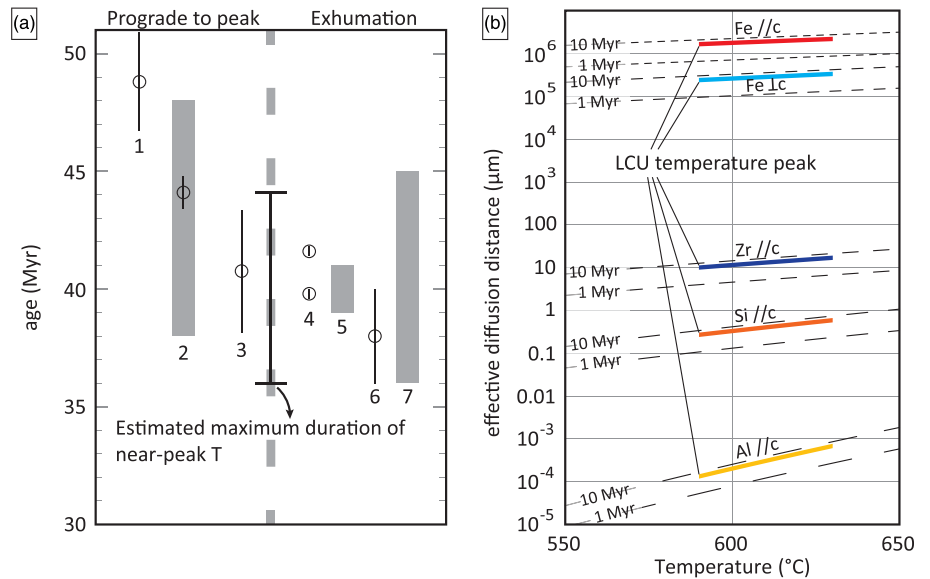 (a)
Prograde to peak
Exhumation
50
45
40
35
30
age (Myr)
1
2
3
4
5
6
7
Estimated maximum duration of
near-peak T
(b)
10⁶
10⁵
10⁴
10³
100
10
1
0.1
0.01
10⁻³
10⁻⁴
10⁻⁵
effective diffusion distance (µm)
Fe //c
10 Myr
1 Myr
10 Myr
Fe⊥c
1 Myr
LCU temperature peak
Zr //c
10 Myr
1 Myr
Si //c
10 Myr
1 Myr
Al //c
10 Myr
1 Myr
550
600
650
Temperature (°C)